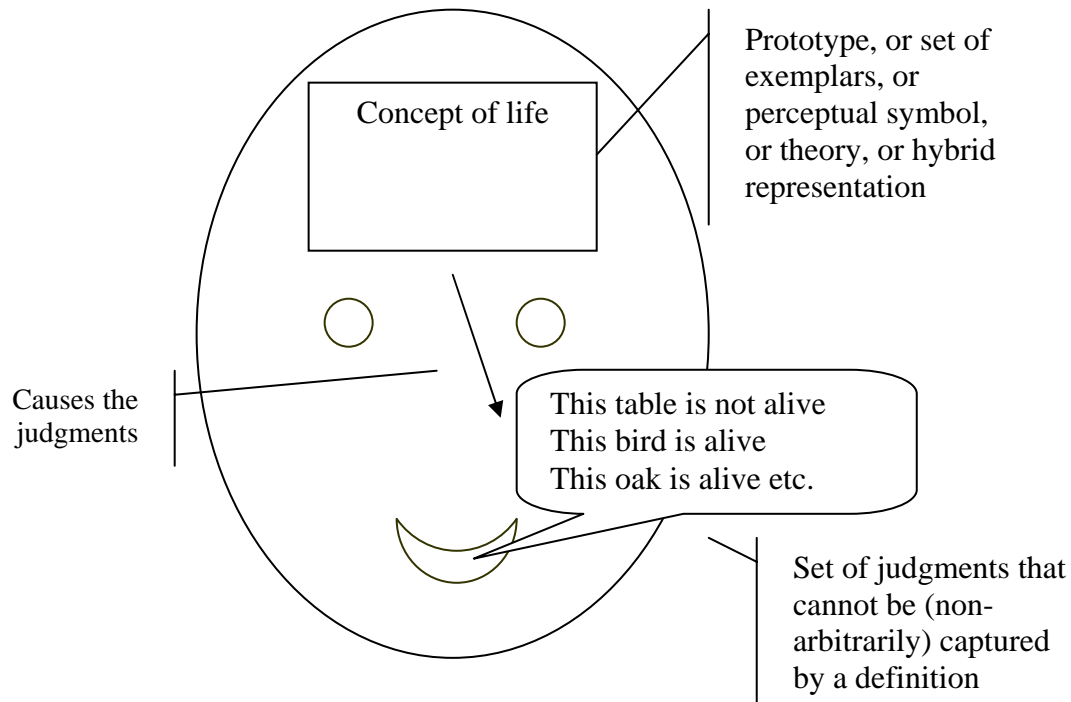 Concept of life
Prototype, or set of
exemplars, or
perceptual symbol,
or theory, or hybrid
representation
Causes the
judgments
This table is not alive
This bird is alive
This oak is alive etc.
Set of judgments that
cannot be (non-
arbitrarily) captured
by a definition